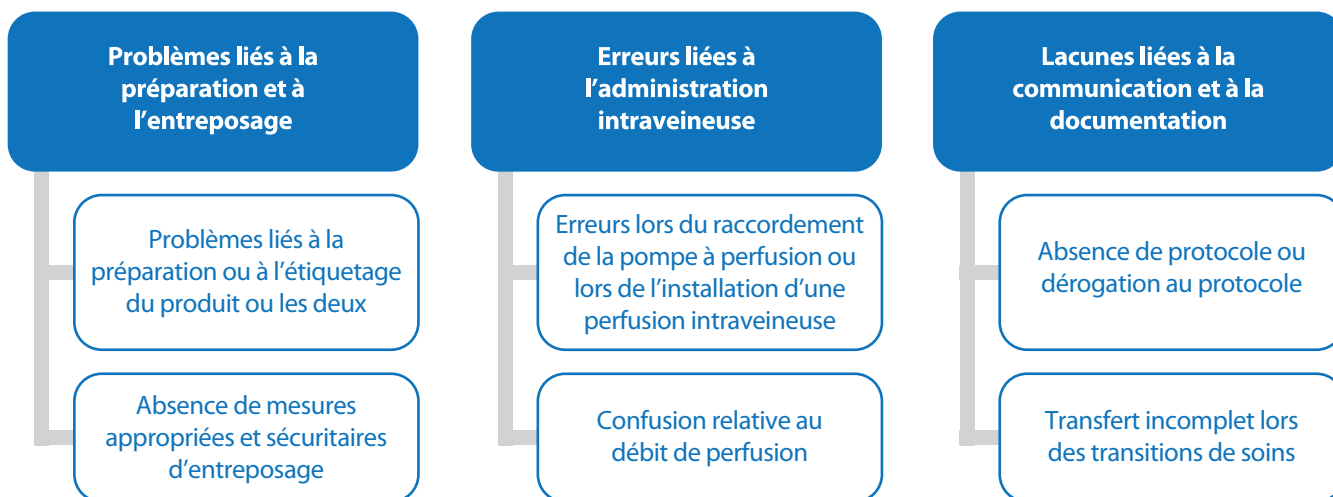 Problèmes liés à la
préparation et à
l'entreposage
Problèmes liés à la
préparation ou à l'étiquetage
du produit ou les deux
Absence de mesures
appropriées et sécuritaires
d'entreposage
Erreurs liées à
l'administration
intraveineuse
Erreurs lors du raccordement
de la pompe à perfusion ou
lors de l'installation d'une
perfusion intraveineuse
Confusion relative au
débit de perfusion
Lacunes liées à la
communication et à la
documentation
Absence de protocole ou
dérogation au protocole
Transfert incomplet lors
des transitions de soins